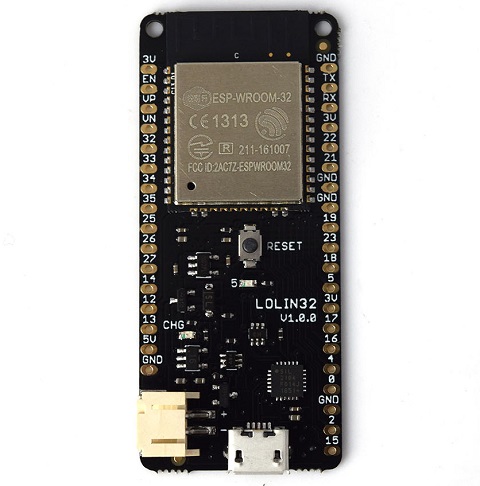 C
3V
EN
VP
VN
32
33
34
35
25
26
27
14
12
13
5V
GND
ESP-WROOM-32
CE1313
R 211-161007
FCC ID:2AC7Z-ESPWROOM32
RESET
5
LOLIN32
V1.0.0
CHG
+
GND
TX
RX
3V
22
21
GND
GND
19
23
18
5
3V
17
16
4
0
GND
2
15